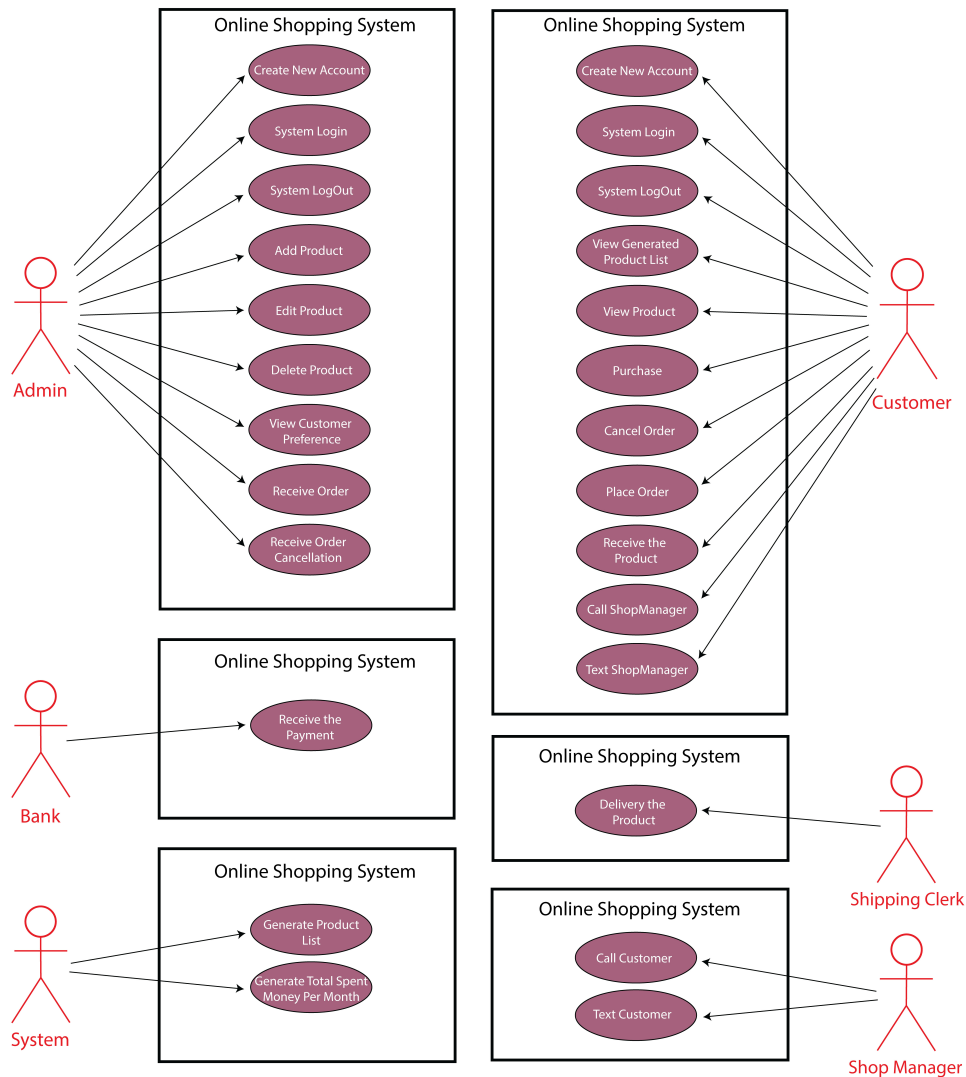 Online Shopping System
Create New Account
System Login
System LogOut
Add Product
Edit Product
Delete Product
View Customer
Preference
Receive Order
Receive Order
Cancellation
Admin
Online Shopping System
Create New Account
System Login
System LogOut
View Generated
Product List
View Product
Purchase
Cancel Order
Place Order
Receive the
Product
Call ShopManager
Text ShopManager
Customer
Online Shopping System
Receive the
Payment
Bank
Online Shopping System
Delivery the
Product
Shipping Clerk
Online Shopping System
Generate Product
List
Generate Total Spent
Money Per Month
System
Online Shopping System
Call Customer
Text Customer
Shop Manager